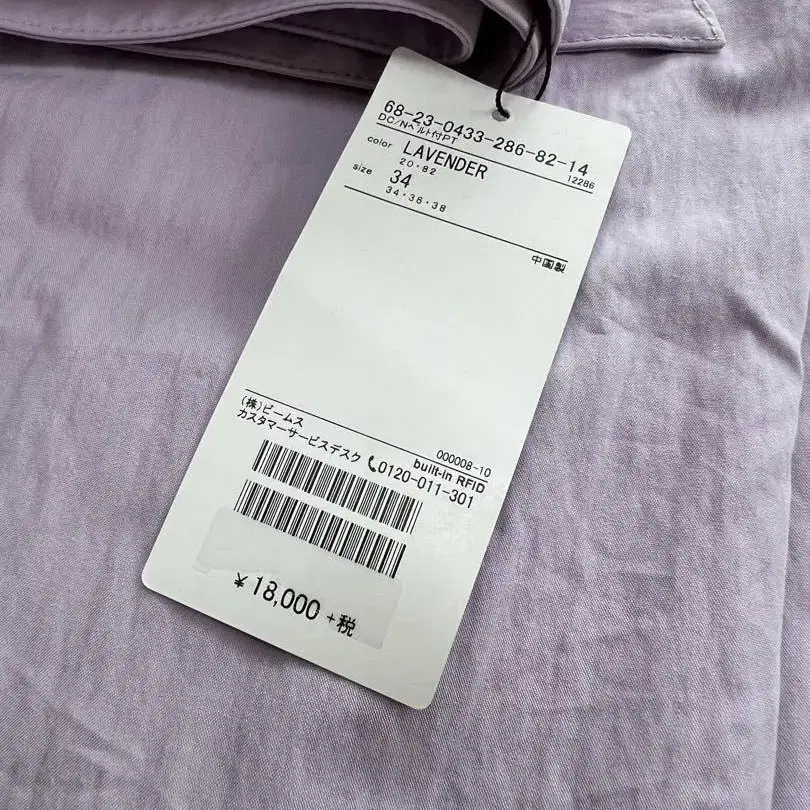 68-23-0433-286-82-14
DC/Nベルト付PT
12286
color LAVENDER
20・82
size 34
34・36・38
中国製
(株)ビームス
000008-10
カスタマーサービスデスク 0120-011-301
built-in RFID
¥18,000 +税